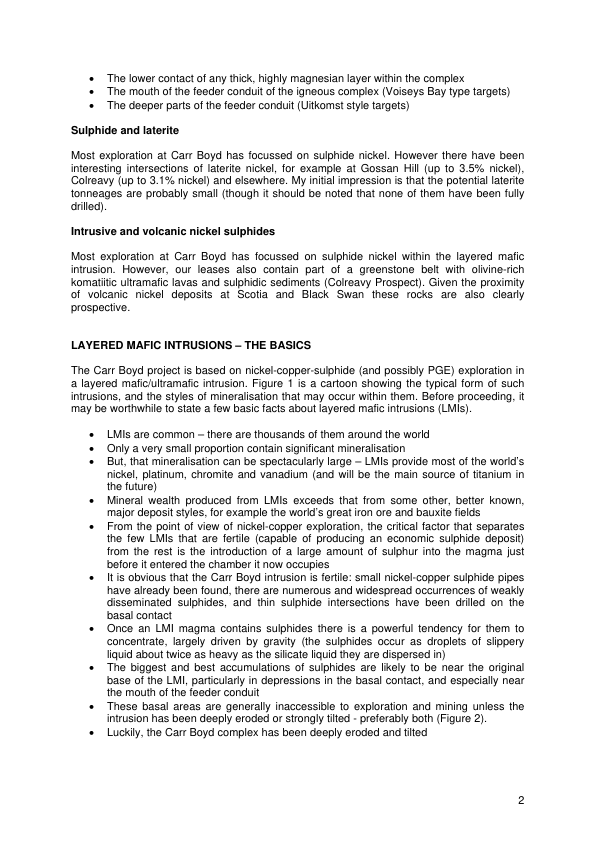 • The lower contact of any thick, highly magnesian layer within the complex
• The mouth of the feeder conduit of the igneous complex (Voiseys Bay type targets)
• The deeper parts of the feeder conduit (Uitkomst style targets)
Sulphide and laterite
Most exploration at Carr Boyd has focussed on sulphide nickel. However there have been
interesting intersections of laterite nickel, for example at Gossan Hill (up to 3.5% nickel),
Colreavy (up to 3.1% nickel) and elsewhere. My initial impression is that the potential laterite
tonneages are probably small (though it should be noted that none of them have been fully
drilled).
Intrusive and volcanic nickel sulphides
Most exploration at Carr Boyd has focussed on sulphide nickel within the layered mafic
intrusion. However, our leases also contain part of a greenstone belt with olivine-rich
komatiitic ultramafic lavas and sulphidic sediments (Colreavy Prospect). Given the proximity
of volcanic nickel deposits at Scotia and Black Swan these rocks are also clearly
prospective.
LAYERED MAFIC INTRUSIONS – THE BASICS
The Carr Boyd project is based on nickel-copper-sulphide (and possibly PGE) exploration in
a layered mafic/ultramafic intrusion. Figure 1 is a cartoon showing the typical form of such
intrusions, and the styles of mineralisation that may occur within them. Before proceeding, it
may be worthwhile to state a few basic facts about layered mafic intrusions (LMIs).
• LMIs are common – there are thousands of them around the world
• Only a very small proportion contain significant mineralisation
• But, that mineralisation can be spectacularly large – LMIs provide most of the world's
nickel, platinum, chromite and vanadium (and will be the main source of titanium in
the future)
• Mineral wealth produced from LMIs exceeds that from some other, better known,
major deposit styles, for example the world's great iron ore and bauxite fields
• From the point of view of nickel-copper exploration, the critical factor that separates
the few LMIs that are fertile (capable of producing an economic sulphide deposit)
from the rest is the introduction of a large amount of sulphur into the magma just
before it entered the chamber it now occupies
• It is obvious that the Carr Boyd intrusion is fertile: small nickel-copper sulphide pipes
have already been found, there are numerous and widespread occurrences of weakly
disseminated sulphides, and thin sulphide intersections have been drilled on the
basal contact
• Once an LMI magma contains sulphides there is a powerful tendency for them to
concentrate, largely driven by gravity (the sulphides occur as droplets of slippery
liquid about twice as heavy as the silicate liquid they are dispersed in)
• The biggest and best accumulations of sulphides are likely to be near the original
base of the LMI, particularly in depressions in the basal contact, and especially near
the mouth of the feeder conduit
• These basal areas are generally inaccessible to exploration and mining unless the
intrusion has been deeply eroded or strongly tilted - preferably both (Figure 2).
• Luckily, the Carr Boyd complex has been deeply eroded and tilted
2